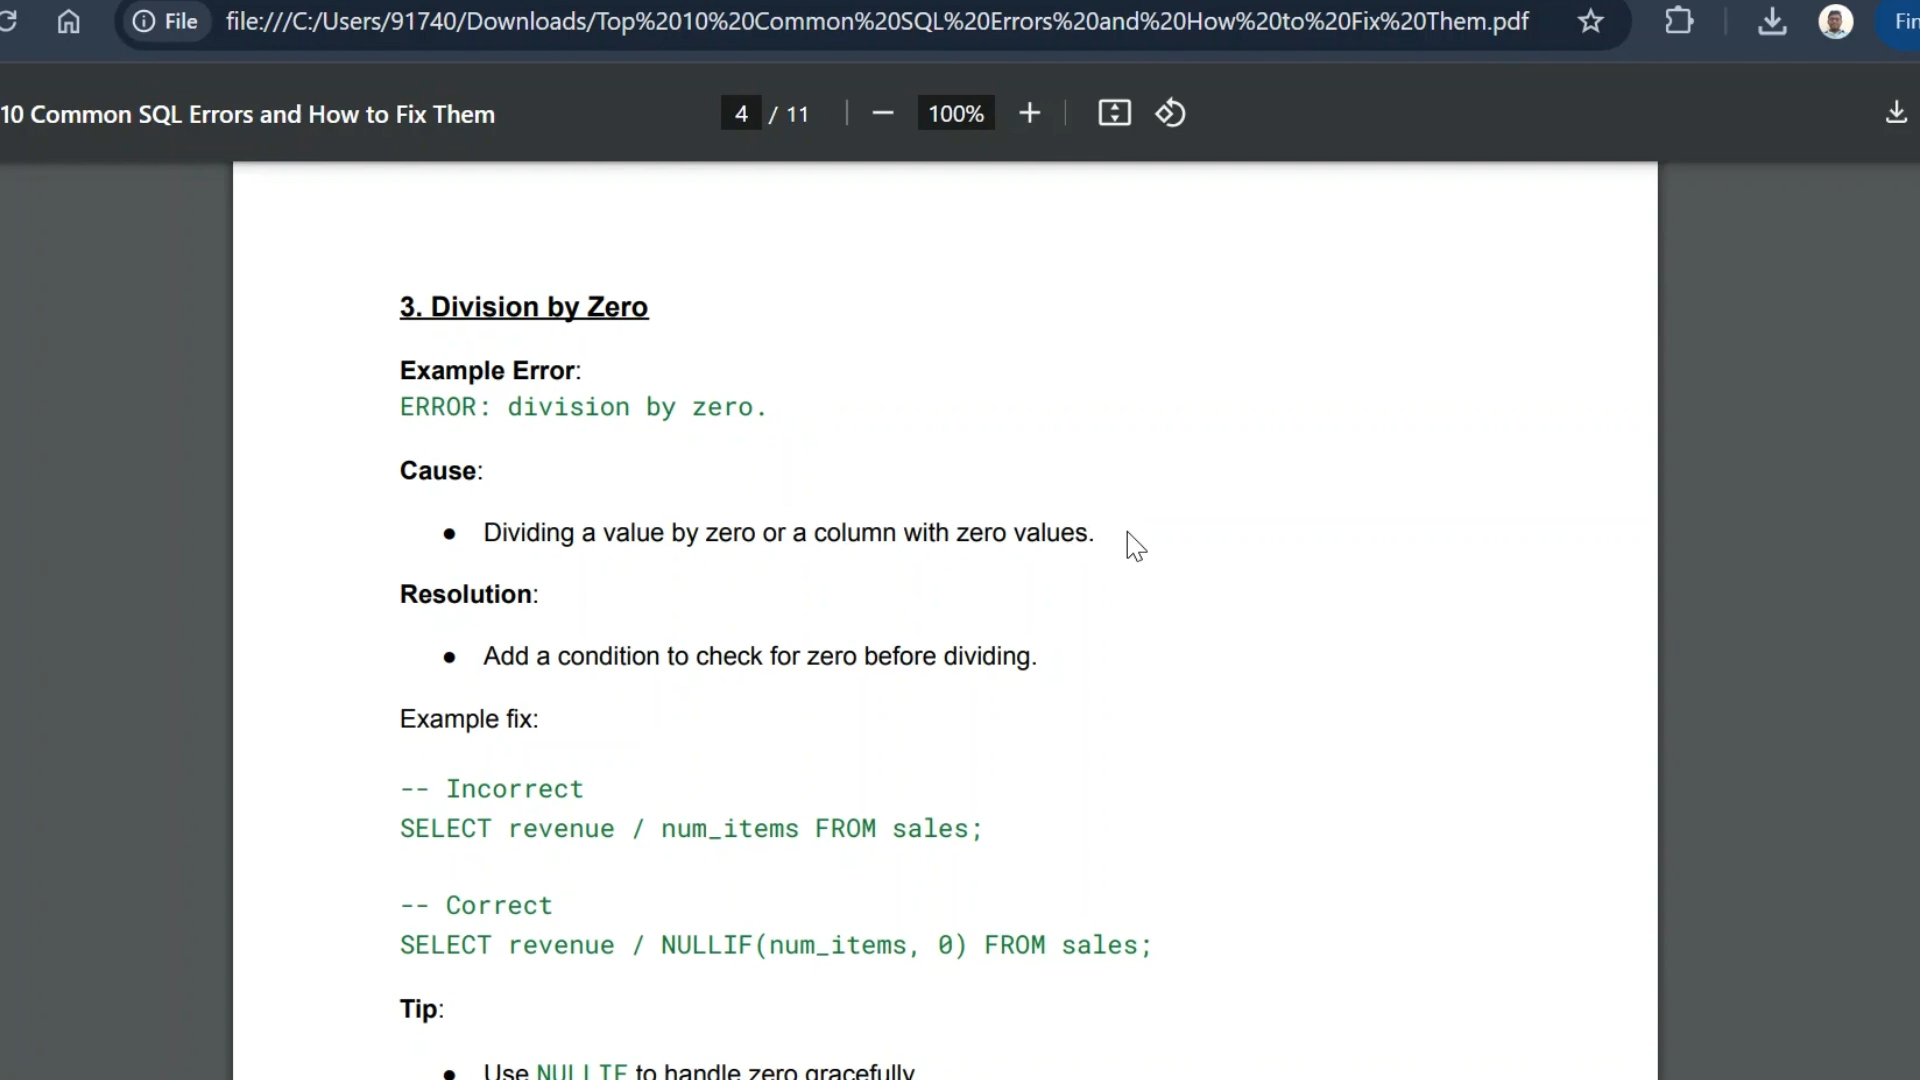 File file:///C:/Users/91740/Downloads/Top%2010%20Common%20SQL%20Errors%20and%20How%20to%20Fix%20Them.pdf Fin
10 Common SQL Errors and How to Fix Them 4 / 11 100%
3. Division by Zero
Example Error:
ERROR: division by zero.
Cause:
● Dividing a value by zero or a column with zero values.
Resolution:
● Add a condition to check for zero before dividing.
Example fix:
-- Incorrect
SELECT revenue / num_items FROM sales;
-- Correct
SELECT revenue / NULLIF(num_items, 0) FROM sales;
Tip:
● Use NULLIF to handle zero gracefully